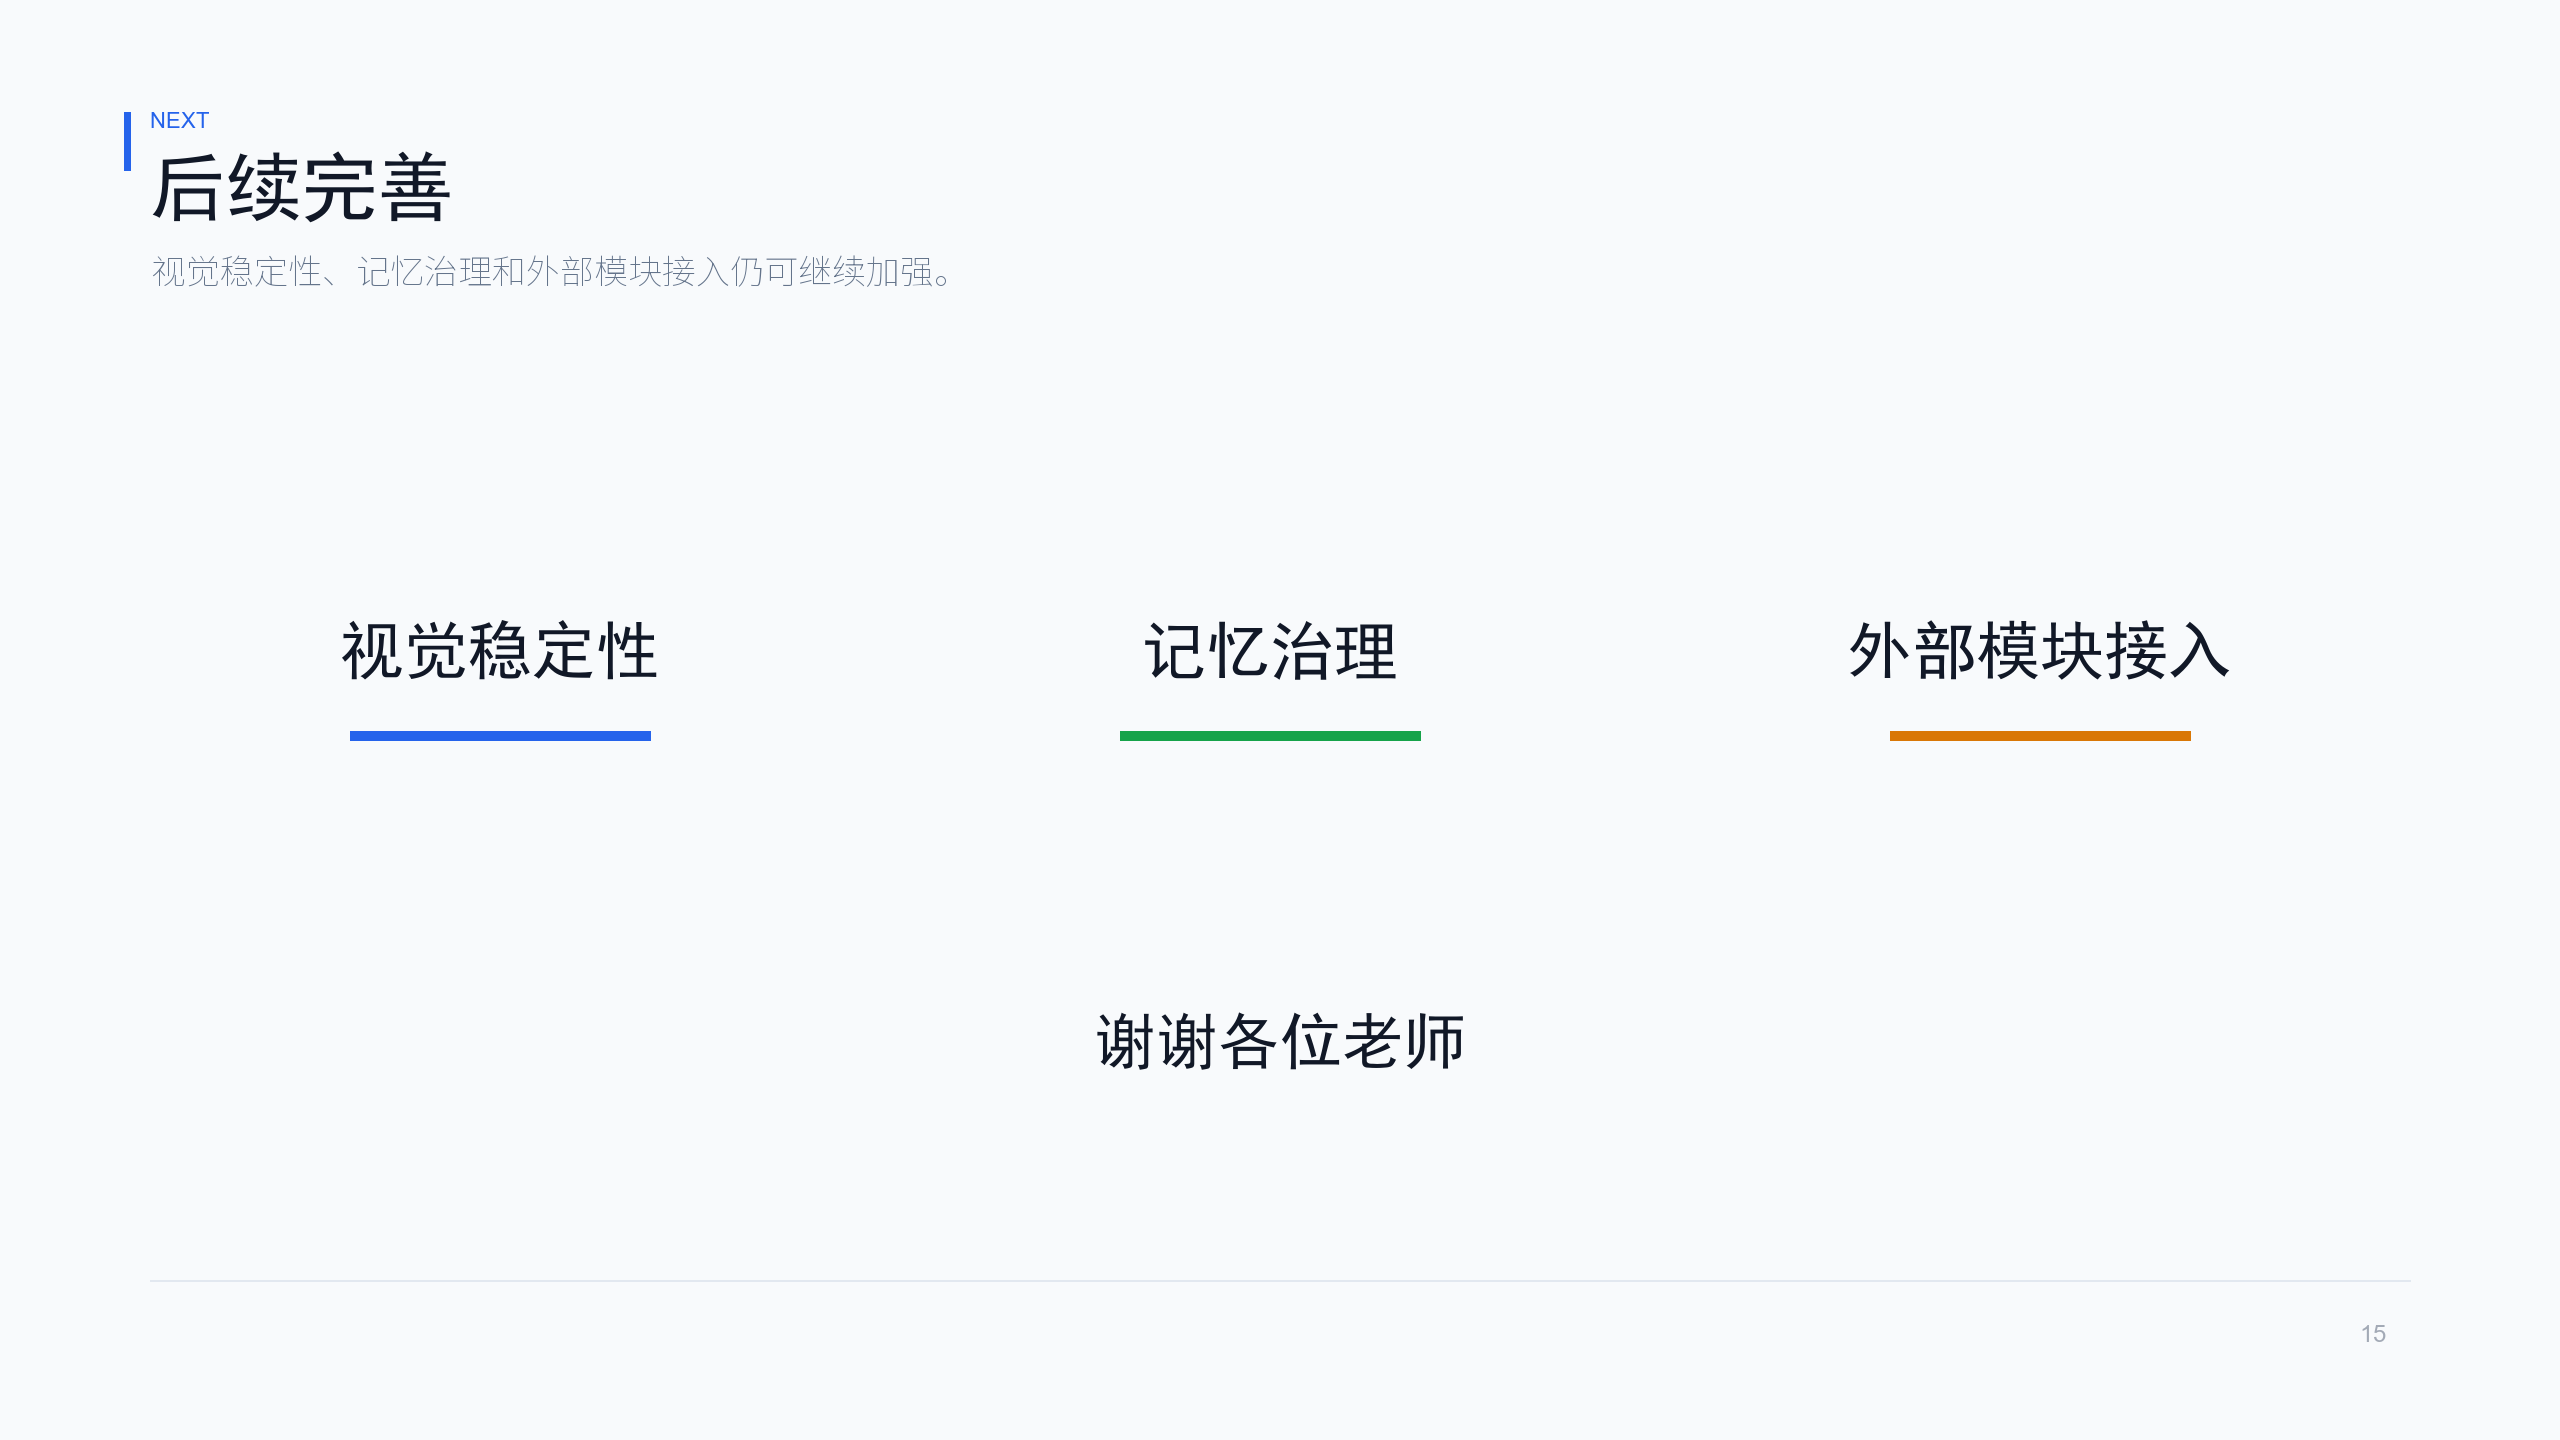 NEXT
后续完善
视觉稳定性、记忆治理和外部模块接入仍可继续加强。
视觉稳定性
记忆治理
外部模块接入
谢谢各位老师
15